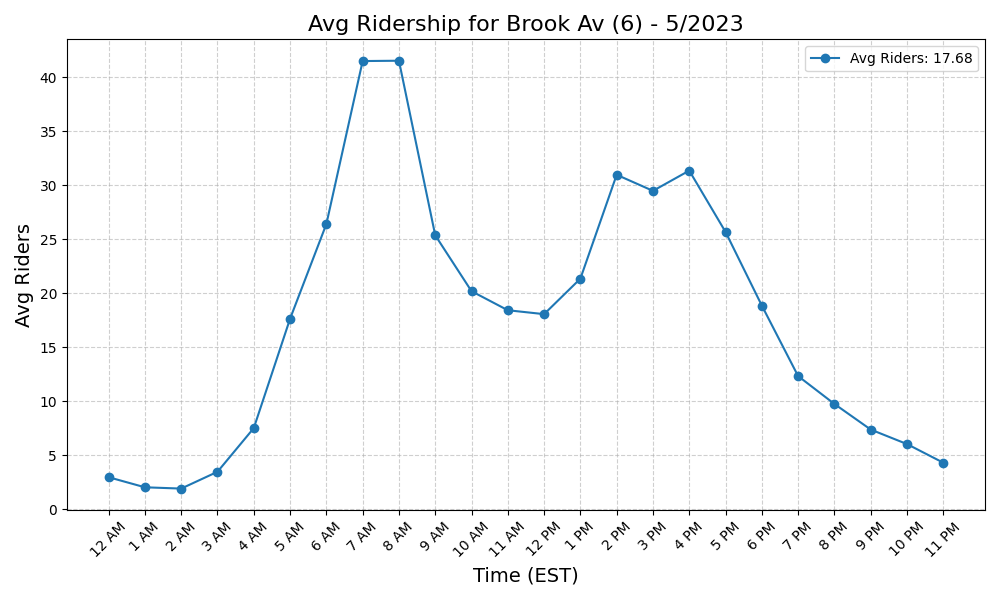 Avg Ridership for Brook Av (6) - 5/2023
Avg Riders: 17.68
Avg Riders
40
35
30
25
20
15
10
5
0
12 AM
1 AM
2 AM
3 AM
4 AM
5 AM
6 AM
7 AM
8 AM
9 AM
10 AM
11 AM
12 PM
1 PM
2 PM
3 PM
4 PM
5 PM
6 PM
7 PM
8 PM
9 PM
10 PM
11 PM
Time (EST)